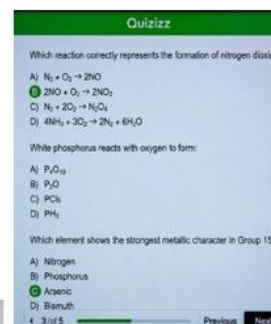 Quizizz
Which reaction correctly represents the formation of nitrogen dioxi
A) N₂ + O₂ → 2NO
B 2NO + O₂ → 2NO₂
C) N₂ + 2O₂ → N₂O₄
D) 4NH₃ + 3O₂ → 2N₂ + 6H₂O
White phosphorus reacts with oxygen to form:
A) P₄O₁₀
B) P₂O
C) PCl₅
D) PH₃
Which element shows the strongest metallic character in Group 15
A) Nitrogen
B) Phosphorus
C Arsenic
D) Bismuth
3 of 5 Previous Next